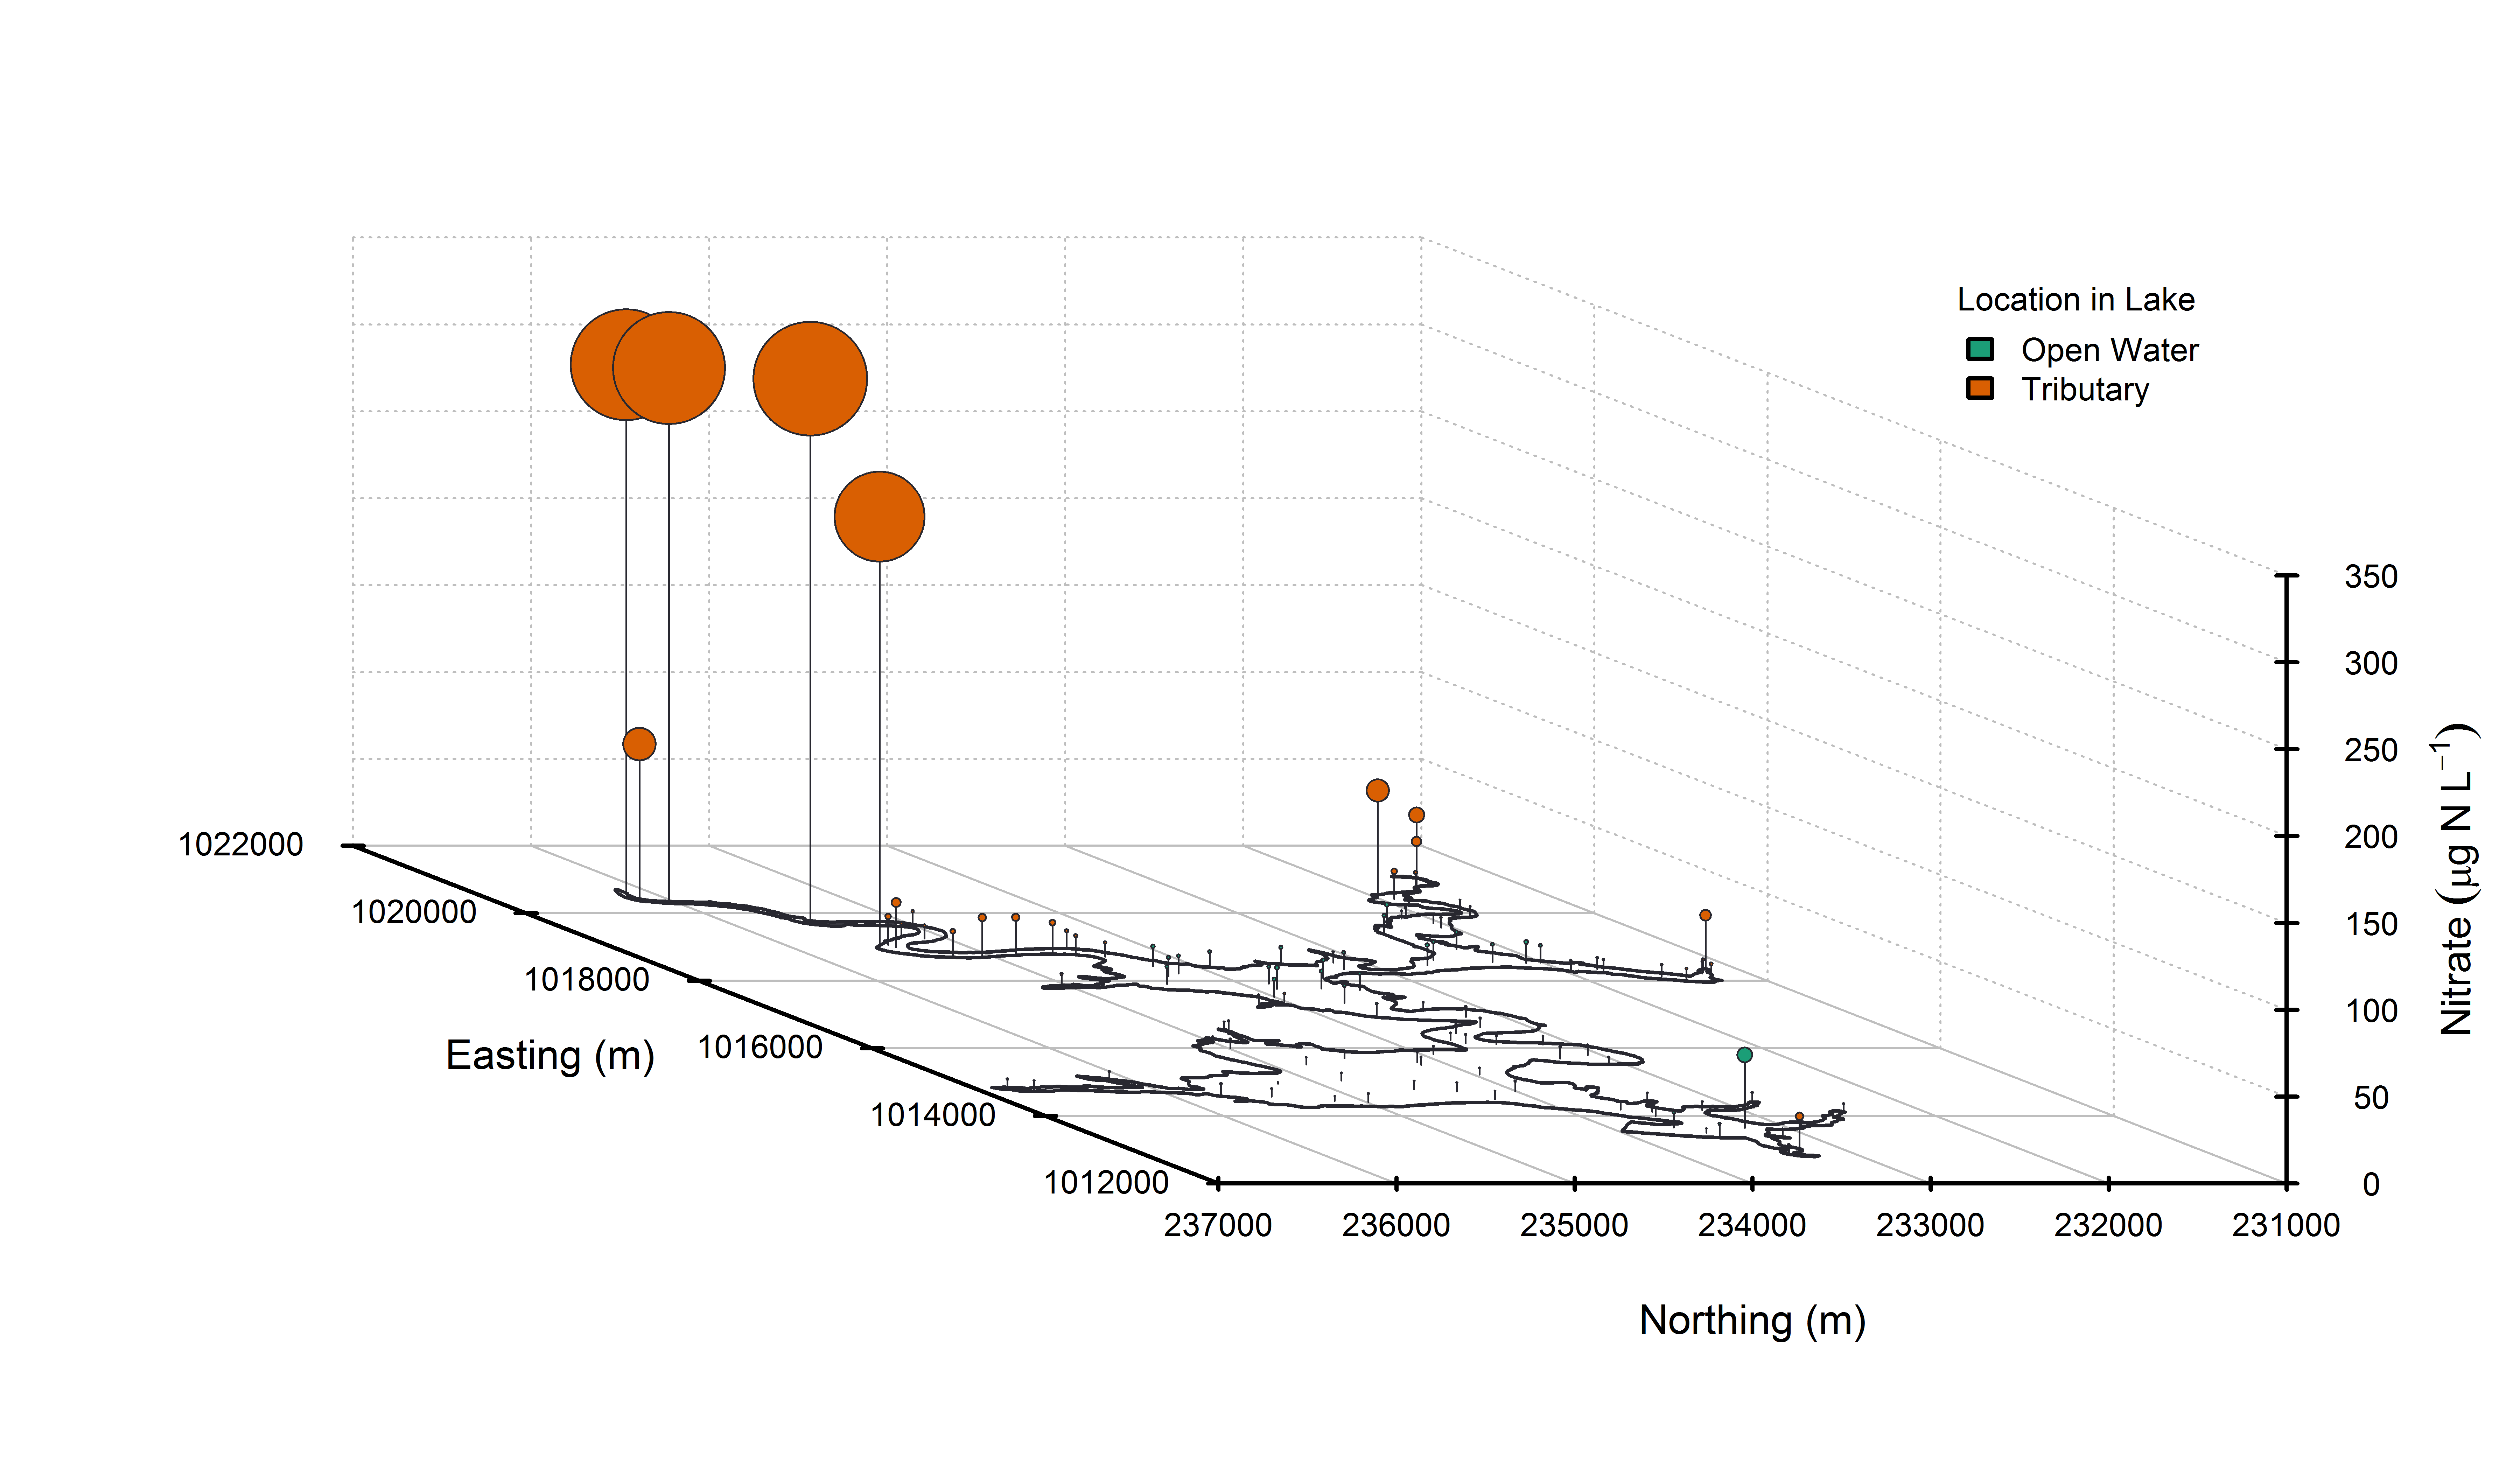 Location in Lake
Open Water
Tributary
350
300
250
200
150
100
50
0
Nitrate (μg N L⁻¹)
1022000
1020000
1018000
1016000
1014000
1012000
Easting (m)
237000 236000 235000 234000 233000 232000 231000
Northing (m)